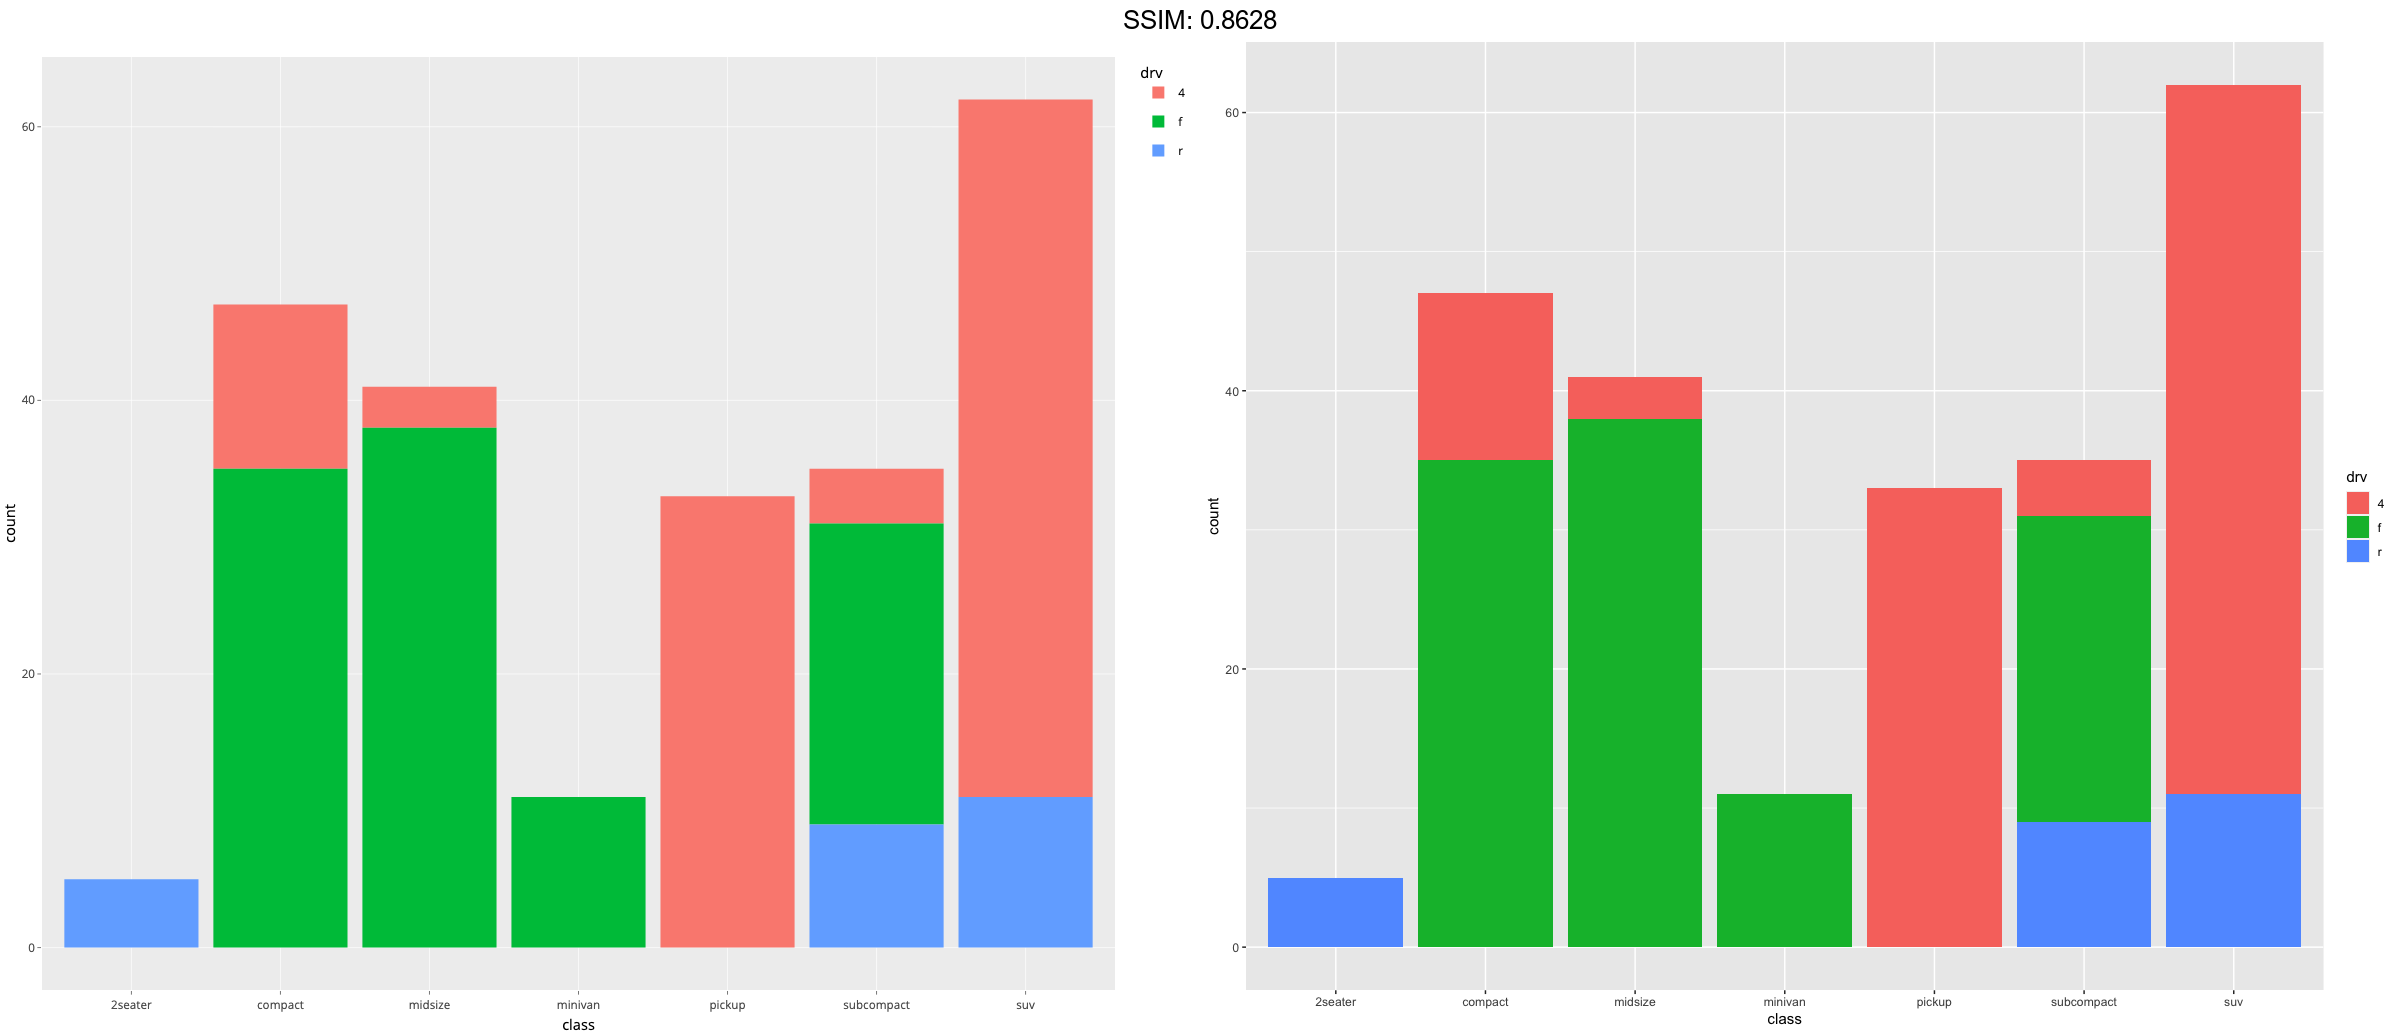 SSIM: 0.8628
drv
4
f
r
60
40
20
0
count
2seater compact midsize minivan pickup subcompact suv
class
60
40
20
0
count
2seater compact midsize minivan pickup subcompact suv
class
drv
4
f
r